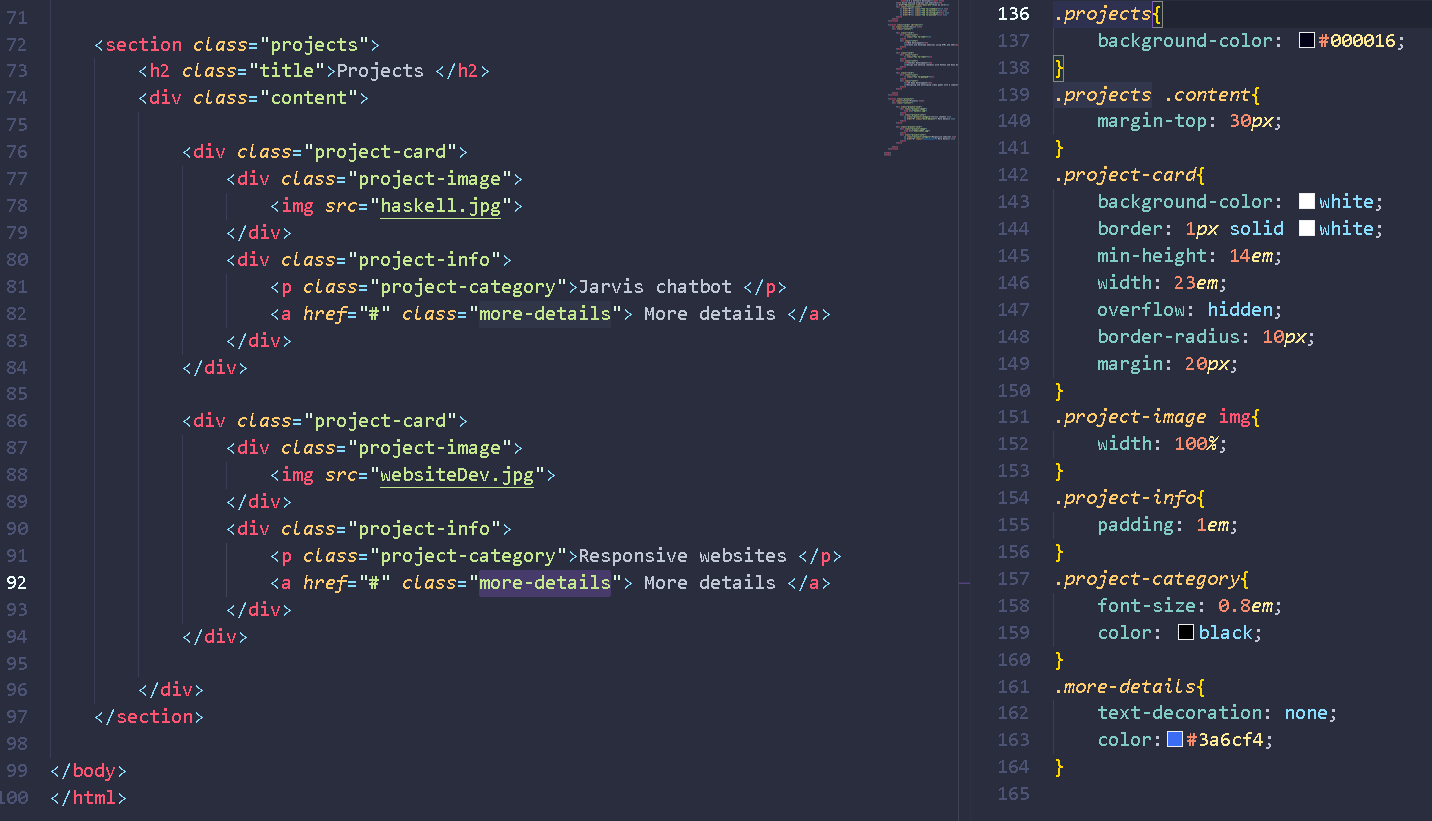 71
72 <section class="projects">
73 <h2 class="title">Projects </h2>
74 <div class="content">
75
76 <div class="project-card">
77 <div class="project-image">
78 <img src="haskell.jpg">
79 </div>
80 <div class="project-info">
81 <p class="project-category">Jarvis chatbot </p>
82 <a href="#" class="more-details"> More details </a>
83 </div>
84 </div>
85
86 <div class="project-card">
87 <div class="project-image">
88 <img src="websiteDev.jpg">
89 </div>
90 <div class="project-info">
91 <p class="project-category">Responsive websites </p>
92 <a href="#" class="more-details"> More details </a>
93 </div>
94 </div>
95
96 </div>
97 </section>
98
99 </body>
100 </html>
136 .projects{
137 background-color: #000016;
138 }
139 .projects .content{
140 margin-top: 30px;
141 }
142 .project-card{
143 background-color: white;
144 border: 1px solid white;
145 min-height: 14em;
146 width: 23em;
147 overflow: hidden;
148 border-radius: 10px;
149 margin: 20px;
150 }
151 .project-image img{
152 width: 100%;
153 }
154 .project-info{
155 padding: 1em;
156 }
157 .project-category{
158 font-size: 0.8em;
159 color: black;
160 }
161 .more-details{
162 text-decoration: none;
163 color:#3a6cf4;
164 }
165